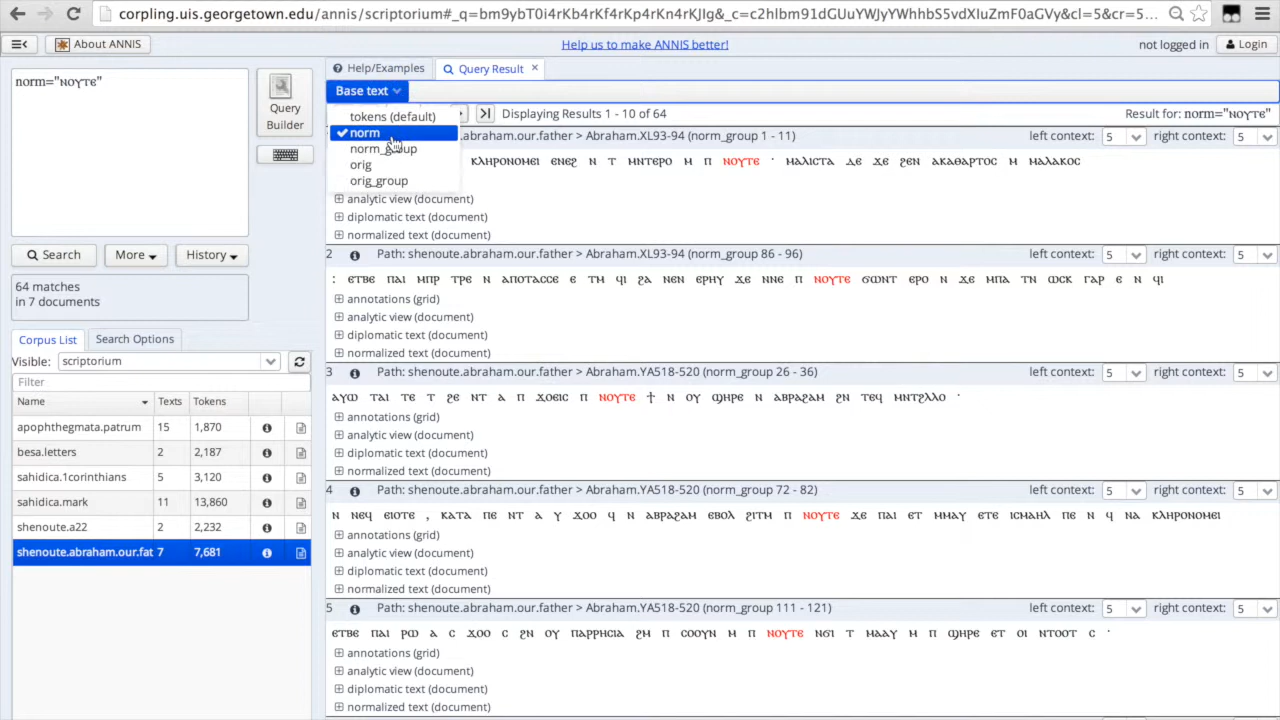 corpling.uis.georgetown.edu/annis/scriptorium#_q=bm9ybT0i4rKb4rKf4rKp4rKn4rKJIg&_c=c2hlbm91dGUuYWJyYWhhbS5vdXIuZmF0aGVy&cl=5&cr=5...
About ANNIS
Help us to make ANNIS better!
not logged in
Login
norm="ⲛⲟⲩⲧⲉ"
Query
Builder
Search
More
History
64 matches
in 7 documents
Corpus List
Search Options
Visible:
scriptorium
Filter
Name
Texts
Tokens
apophthegmata.patrum 15 1,870
besa.letters 2 2,187
sahidica.1corinthians 5 3,120
sahidica.mark 11 13,860
shenoute.a22 2 2,232
shenoute.abraham.our.fat 7 7,681
Help/Examples
Query Result
Base text
tokens (default)
norm
norm_group
orig
orig_group
Displaying Results 1 - 10 of 64
Result for: norm="ⲛⲟⲩⲧⲉ"
.abraham.our.father > Abraham.XL93-94 (norm_group 1 - 11)
left context: 5 right context: 5
ⲕⲗⲏⲣⲟⲛⲟⲙⲉⲓ ⲉⲛⲉϩ ⲛ ⲧ ⲙⲛⲧⲉⲣⲟ ⲙ ⲡ ⲛⲟⲩⲧⲉ · ⲙⲁⲗⲓⲥⲧⲁ ⲇⲉ ϫⲉ ϩⲉⲛ ⲁⲕⲁⲑⲁⲣⲧⲟⲥ ⲙ ⲙⲁⲗⲁⲕⲟⲥ
analytic view (document)
diplomatic text (document)
normalized text (document)
2 Path: shenoute.abraham.our.father > Abraham.XL93-94 (norm_group 86 - 96)
left context: 5 right context: 5
: ⲉⲧⲃⲉ ⲡⲁⲓ ⲙⲡⲣ ⲧⲣⲉ ⲛ ⲁⲡⲟⲧⲁⲥⲥⲉ ⲉ ⲧⲙ ϥⲓ ϩⲁ ⲛⲉⲛ ⲉⲣⲏⲩ ϫⲉ ⲛⲛⲉ ⲡ ⲛⲟⲩⲧⲉ ϭⲱⲛⲧ ⲉⲣⲟ ⲛ ϫⲉ ⲙⲡⲁ ⲧⲛ ⲱⲥⲕ ⲅⲁⲣ ⲉ ⲛ ϥⲓ
annotations (grid)
analytic view (document)
diplomatic text (document)
normalized text (document)
3 Path: shenoute.abraham.our.father > Abraham.YA518-520 (norm_group 26 - 36)
left context: 5 right context: 5
ⲁⲩⲱ ⲧⲁⲓ ⲧⲉ ⲧ ϩⲉ ⲛⲧ ⲁ ⲡ ϫⲟⲉⲓⲥ ⲡ ⲛⲟⲩⲧⲉ ϯ ⲛ ⲟⲩ ϣⲏⲣⲉ ⲛ ⲁⲃⲣⲁϩⲁⲙ ϩⲛ ⲧⲉϥ ⲙⲛⲧϩⲗⲗⲟ ·
annotations (grid)
analytic view (document)
diplomatic text (document)
normalized text (document)
4 Path: shenoute.abraham.our.father > Abraham.YA518-520 (norm_group 72 - 82)
left context: 5 right context: 5
ⲛ ⲛⲉϥ ⲉⲓⲟⲧⲉ , ⲕⲁⲧⲁ ⲡⲉ ⲛⲧ ⲁ ⲩ ϫⲟⲟ ϥ ⲛ ⲁⲃⲣⲁϩⲁⲙ ⲉⲃⲟⲗ ϩⲓⲧⲙ ⲡ ⲛⲟⲩⲧⲉ ϫⲉ ⲡⲁⲓ ⲉⲧ ⲙⲙⲁⲩ ⲉⲧⲉ ⲓⲥⲙⲁⲏⲗ ⲡⲉ ⲛ ϥ ⲛⲁ ⲕⲗⲏⲣⲟⲛⲟⲙⲉⲓ
annotations (grid)
analytic view (document)
diplomatic text (document)
normalized text (document)
5 Path: shenoute.abraham.our.father > Abraham.YA518-520 (norm_group 111 - 121)
left context: 5 right context: 5
ⲉⲧⲃⲉ ⲡⲁⲓ ⲣⲱ ⲁ ⲥ ϫⲟⲟ ⲥ ϩⲛ ⲟⲩ ⲡⲁⲣⲣⲏⲥⲓⲁ ϩⲙ ⲡ ⲥⲟⲟⲩⲛ ⲙ ⲡ ⲛⲟⲩⲧⲉ ⲛϭⲓ ⲧ ⲙⲁⲁⲩ ⲙ ⲡ ϣⲏⲣⲉ ⲉⲧ ⲟⲓ ⲛⲧⲟⲟⲧ ⲥ ·
annotations (grid)
analytic view (document)
diplomatic text (document)
normalized text (document)